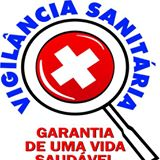 VIGILÂNCIA SANITÁRIA
GARANTIA
DE UMA VIDA
SAUDÁVEL